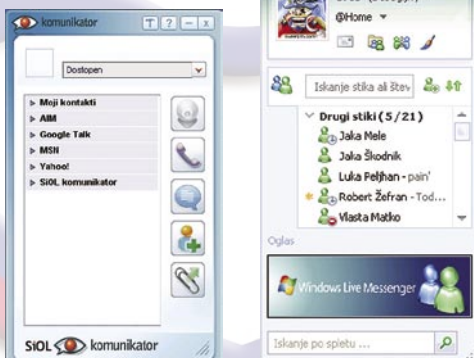 komunikator
Dostopen
Moji kontakti
AIM
Google Talk
MSN
Yahoo!
SiOL komunikator
SiOL komunikator
@Home
Iskanje stika ali štev
Drugi stiki (5/21)
Jaka Mele
Jaka Škodnik
Luka Peljhan - pain'
Robert Žefran - Tod...
Vlasta Matko
Oglas
Windows Live Messenger
Iskanje po spletu ...